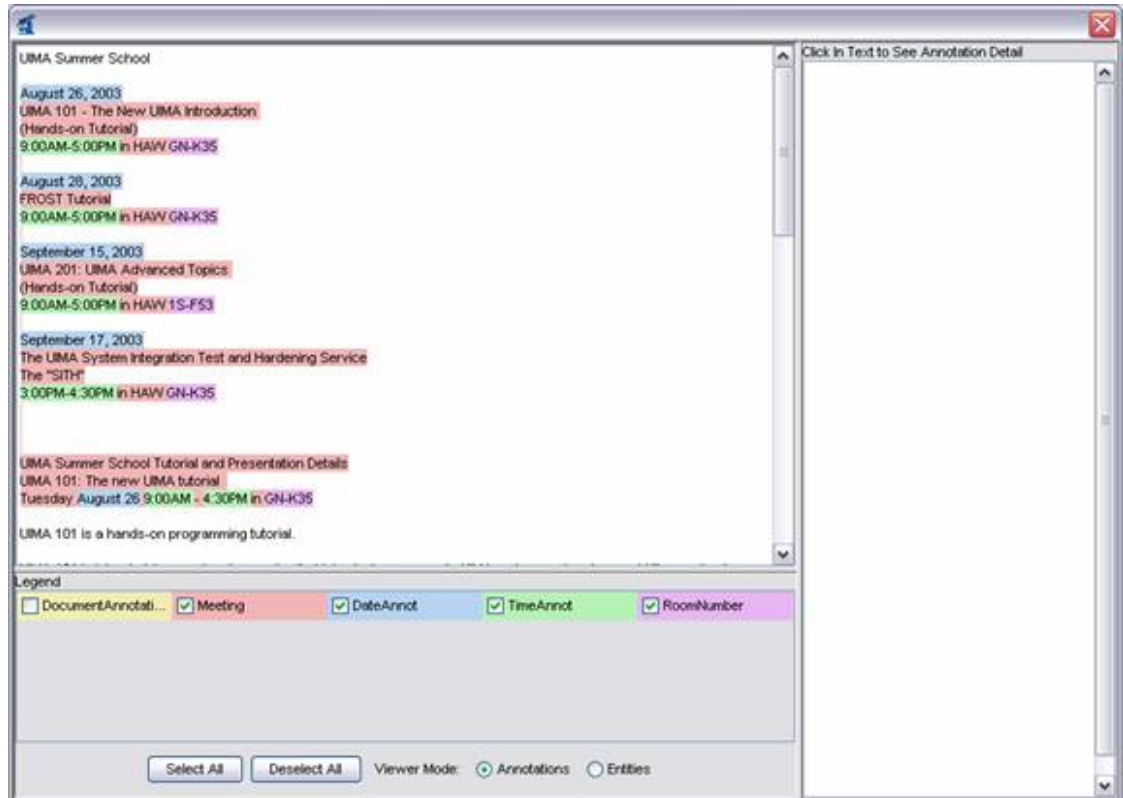 UIMA Summer School
August 26, 2003
UIMA 101 - The New UIMA Introduction
(Hands-on Tutorial)
9:00AM-5:00PM in HAW GN-K35
August 28, 2003
FROST Tutorial
9:00AM-5:00PM in HAW GN-K35
September 15, 2003
UIMA 201: UIMA Advanced Topics
(Hands-on Tutorial)
9:00AM-5:00PM in HAW 1S-F53
September 17, 2003
The UIMA System Integration Test and Hardening Service
The "SITH"
3:00PM-4:30PM in HAW GN-K35
UIMA Summer School Tutorial and Presentation Details
UIMA 101: The new UIMA tutorial
Tuesday August 26 9:00AM - 4:30PM in GN-K35
UIMA 101 is a hands-on programming tutorial.
Legend
DocumentAnnotati... Meeting DateAnnot TimeAnnot RoomNumber
Select All Deselect All Viewer Mode: Annotations Entities
Click In Text to See Annotation Detail